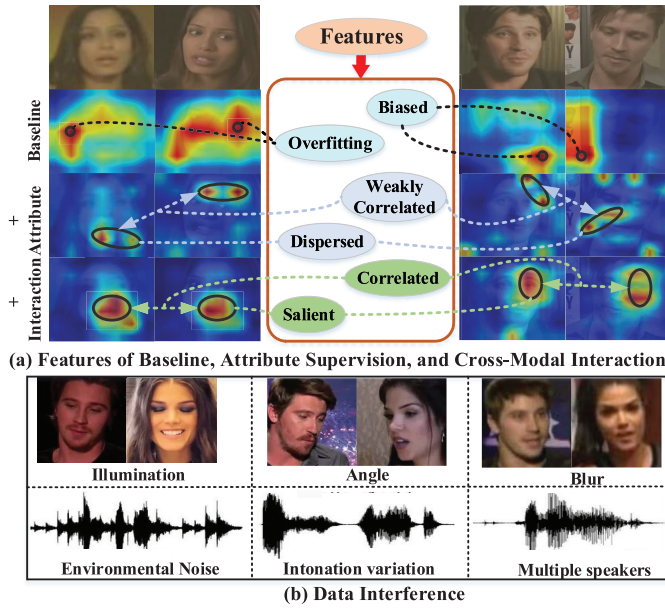 Features
Baseline
Overfitting
Biased
+ Attribute
Weakly
Correlated
Dispersed
+ Interaction
Correlated
Salient
(a) Features of Baseline, Attribute Supervision, and Cross-Modal Interaction
Illumination
Angle
Blur
Environmental Noise
Intonation variation
Multiple speakers
(b) Data Interference